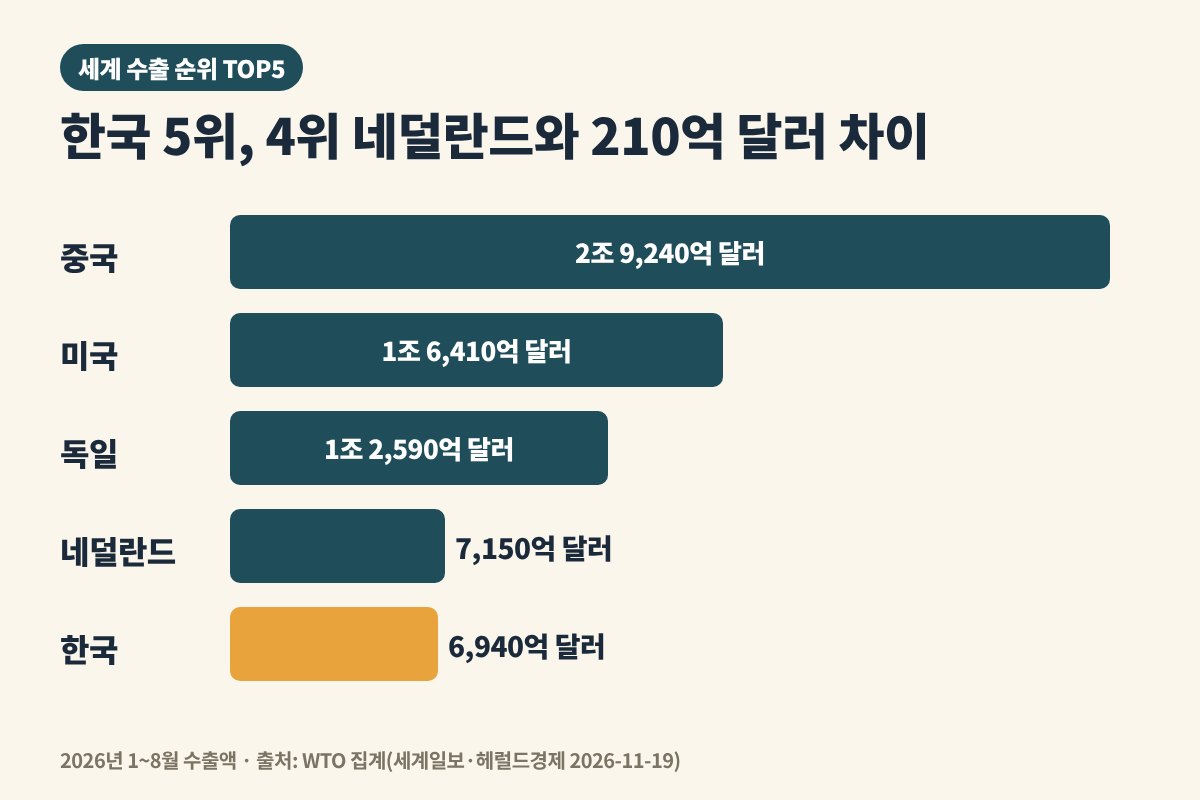 세계 수출 순위 TOP5
한국 5위, 4위 네덜란드와 210억 달러 차이
중국
2조 9,240억 달러
미국
1조 6,410억 달러
독일
1조 2,590억 달러
네덜란드
7,150억 달러
한국
6,940억 달러
2026년 1~8월 수출액 · 출처: WTO 집계(세계일보·헤럴드경제 2026-11-19)